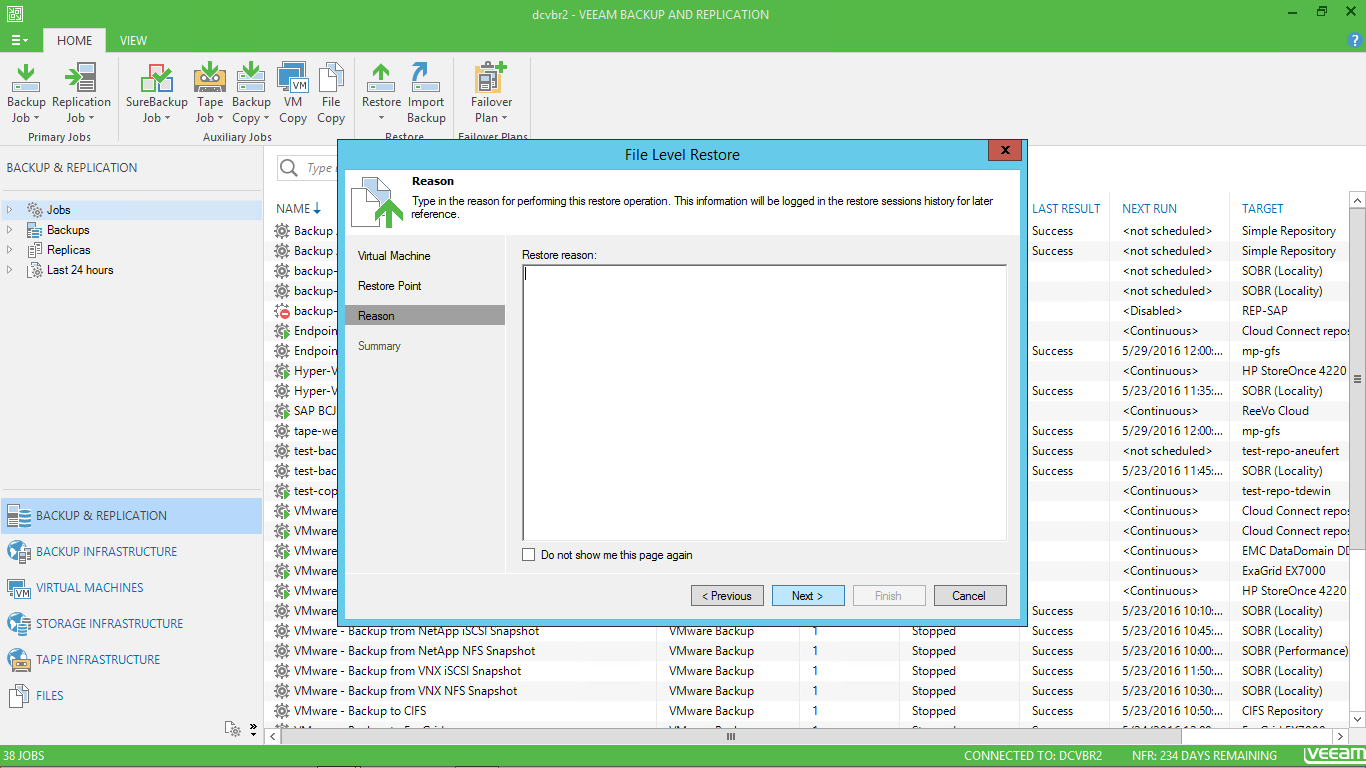 dcvbr2 - VEEAM BACKUP AND REPLICATION
HOME VIEW
Backup Job
Replication Job
SureBackup Job
Tape Job
Backup Copy
VM Copy
File Copy
Restore
Import Backup
Failover Plan
Primary Jobs
Auxiliary Jobs
Restore
Failover Plans
BACKUP & REPLICATION
Jobs
Backups
Replicas
Last 24 hours
BACKUP & REPLICATION
BACKUP INFRASTRUCTURE
VIRTUAL MACHINES
STORAGE INFRASTRUCTURE
TAPE INFRASTRUCTURE
FILES
Type
File Level Restore
Reason
Type in the reason for performing this restore operation. This information will be logged in the restore sessions history for later
reference.
Virtual Machine
Restore Point
Reason
Summary
Restore reason:
Do not show me this page again
< Previous Next > Finish Cancel
NAME LAST RESULT NEXT RUN TARGET
Backup Success <not scheduled> Simple Repository
Backup Success <not scheduled> Simple Repository
backup- <not scheduled> SOBR (Locality)
backup- <not scheduled> SOBR (Locality)
backup- <Disabled> REP-SAP
Endpoin <Continuous> Cloud Connect repos
Endpoin Success 5/29/2016 12:00:... mp-gfs
Hyper-V <Continuous> HP StoreOnce 4220
Hyper-V Success 5/23/2016 11:35:... SOBR (Locality)
SAP BCJ <Continuous> ReeVo Cloud
tape-we Success 5/29/2016 12:00:... mp-gfs
test-bac Success <not scheduled> test-repo-aneufert
test-bac Success 5/23/2016 11:45:... SOBR (Locality)
test-cop <Continuous> test-repo-tdewin
VMware <Continuous> Cloud Connect repos
VMware <Continuous> Cloud Connect repos
VMware <Continuous> EMC DataDomain DD
VMware <Continuous> ExaGrid EX7000
VMware <Continuous> HP StoreOnce 4220
VMware Success 5/23/2016 10:10:... SOBR (Locality)
VMware - Backup from NetApp iSCSI Snapshot VMware Backup 1 Stopped Success 5/23/2016 10:45:... SOBR (Locality)
VMware - Backup from NetApp NFS Snapshot VMware Backup 1 Stopped Success 5/23/2016 10:00:... SOBR (Performance)
VMware - Backup from VNX iSCSI Snapshot VMware Backup 1 Stopped Success 5/23/2016 11:50:... SOBR (Locality)
VMware - Backup from VNX NFS Snapshot VMware Backup 1 Stopped Success 5/23/2016 10:30:... SOBR (Locality)
VMware - Backup to CIFS VMware Backup 1 Stopped Success 5/23/2016 10:50:... CIFS Repository
38 JOBS
CONNECTED TO: DCVBR2 NFR: 234 DAYS REMAINING veeam